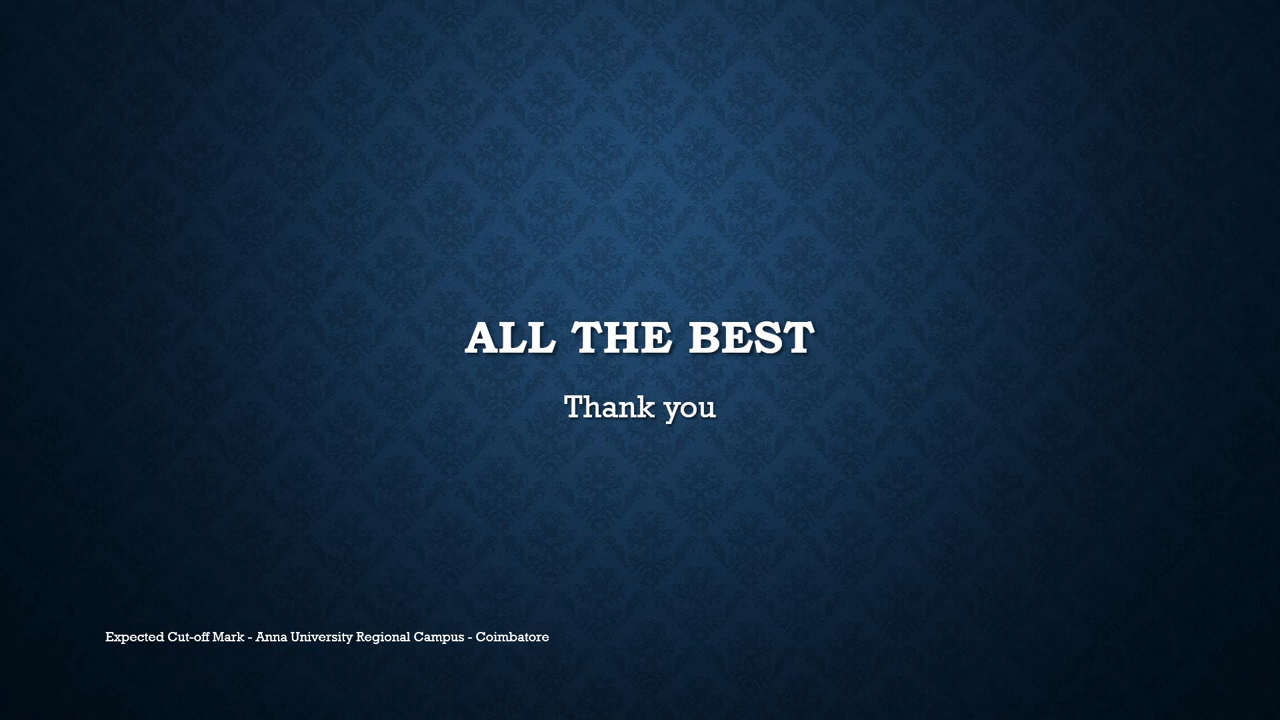 ALL THE BEST
Thank you
Expected Cut-off Mark - Anna University Regional Campus - Coimbatore